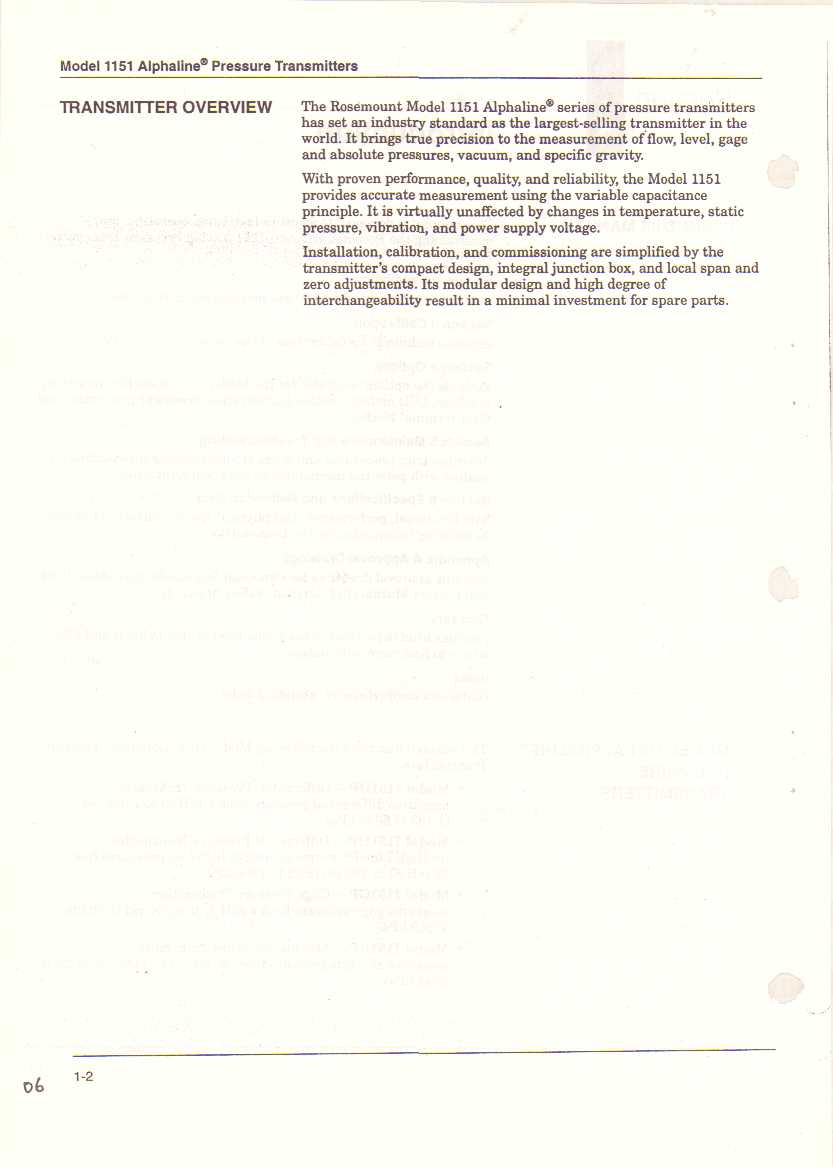 Model 1151 Alphaline® Pressure Transmitters
TRANSMITTER OVERVIEW
The Rosemount Model 1151 Alphaline® series of pressure transmitters
has set an industry standard as the largest-selling transmitter in the
world. It brings true precision to the measurement of flow, level, gage
and absolute pressures, vacuum, and specific gravity.
With proven performance, quality, and reliability, the Model 1151
provides accurate measurement using the variable capacitance
principle. It is virtually unaffected by changes in temperature, static
pressure, vibration, and power supply voltage.
Installation, calibration, and commissioning are simplified by the
transmitter's compact design, integral junction box, and local span and
zero adjustments. Its modular design and high degree of
interchangeability result in a minimal investment for spare parts.
1-2
06